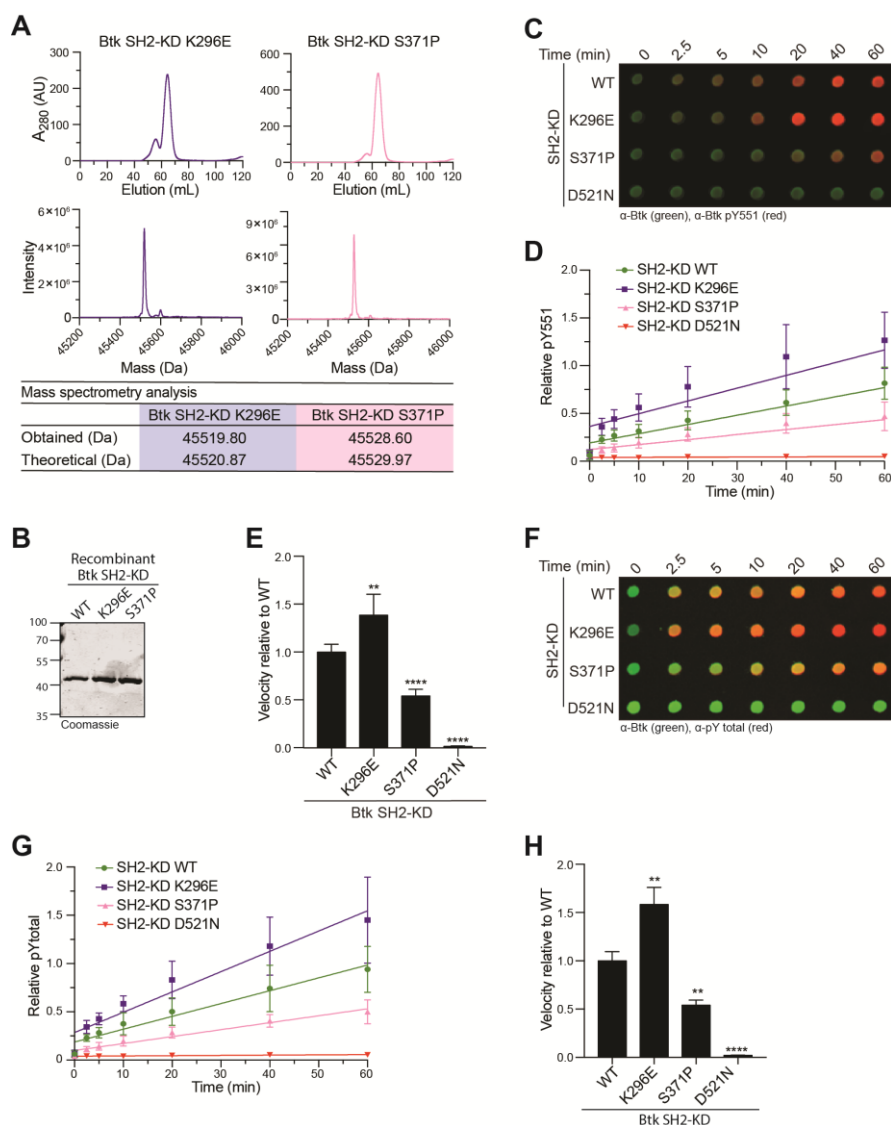 A
Btk SH2-KD K296E
Btk SH2-KD S371P
A280 (AU)
300
200
100
0
0 20 40 60 80 100 120
Elution (mL)
600
400
200
0
0 20 40 60 80 100 120
Elution (mL)
Intensity
6×10⁶
4×10⁶
2×10⁶
0
45200
45400
45600
45800
46000
Mass (Da)
9×10⁶
6×10⁶
3×10⁶
0
45200
45400
45600
45800
46000
Mass (Da)
Mass spectrometry analysis
Btk SH2-KD K296E Btk SH2-KD S371P
Obtained (Da) 45519.80 45528.60
Theoretical (Da) 45520.87 45529.97
B
Recombinant
Btk SH2-KD
WT K296E S371P
100
70
55
40
35
Coomassie
C
Time (min) 0 2.5 5 10 20 40 60
SH2-KD
WT
K296E
S371P
D521N
α-Btk (green), α-Btk pY551 (red)
D
SH2-KD WT
SH2-KD K296E
SH2-KD S371P
SH2-KD D521N
Relative pY551
2.0
1.5
1.0
0.5
0
0 10 20 30 40 50 60
Time (min)
E
Velocity relative to WT
2.0
1.5
1.0
0.5
0.0
**
****
****
WT K296E S371P D521N
Btk SH2-KD
F
Time (min) 0 2.5 5 10 20 40 60
SH2-KD
WT
K296E
S371P
D521N
α-Btk (green), α-pY total (red)
G
SH2-KD WT
SH2-KD K296E
SH2-KD S371P
SH2-KD D521N
Relative pYtotal
2.0
1.5
1.0
0.5
0
0 10 20 30 40 50 60
Time (min)
H
Velocity relative to WT
2.0
1.5
1.0
0.5
0.0
**
**
****
WT K296E S371P D521N
Btk SH2-KD